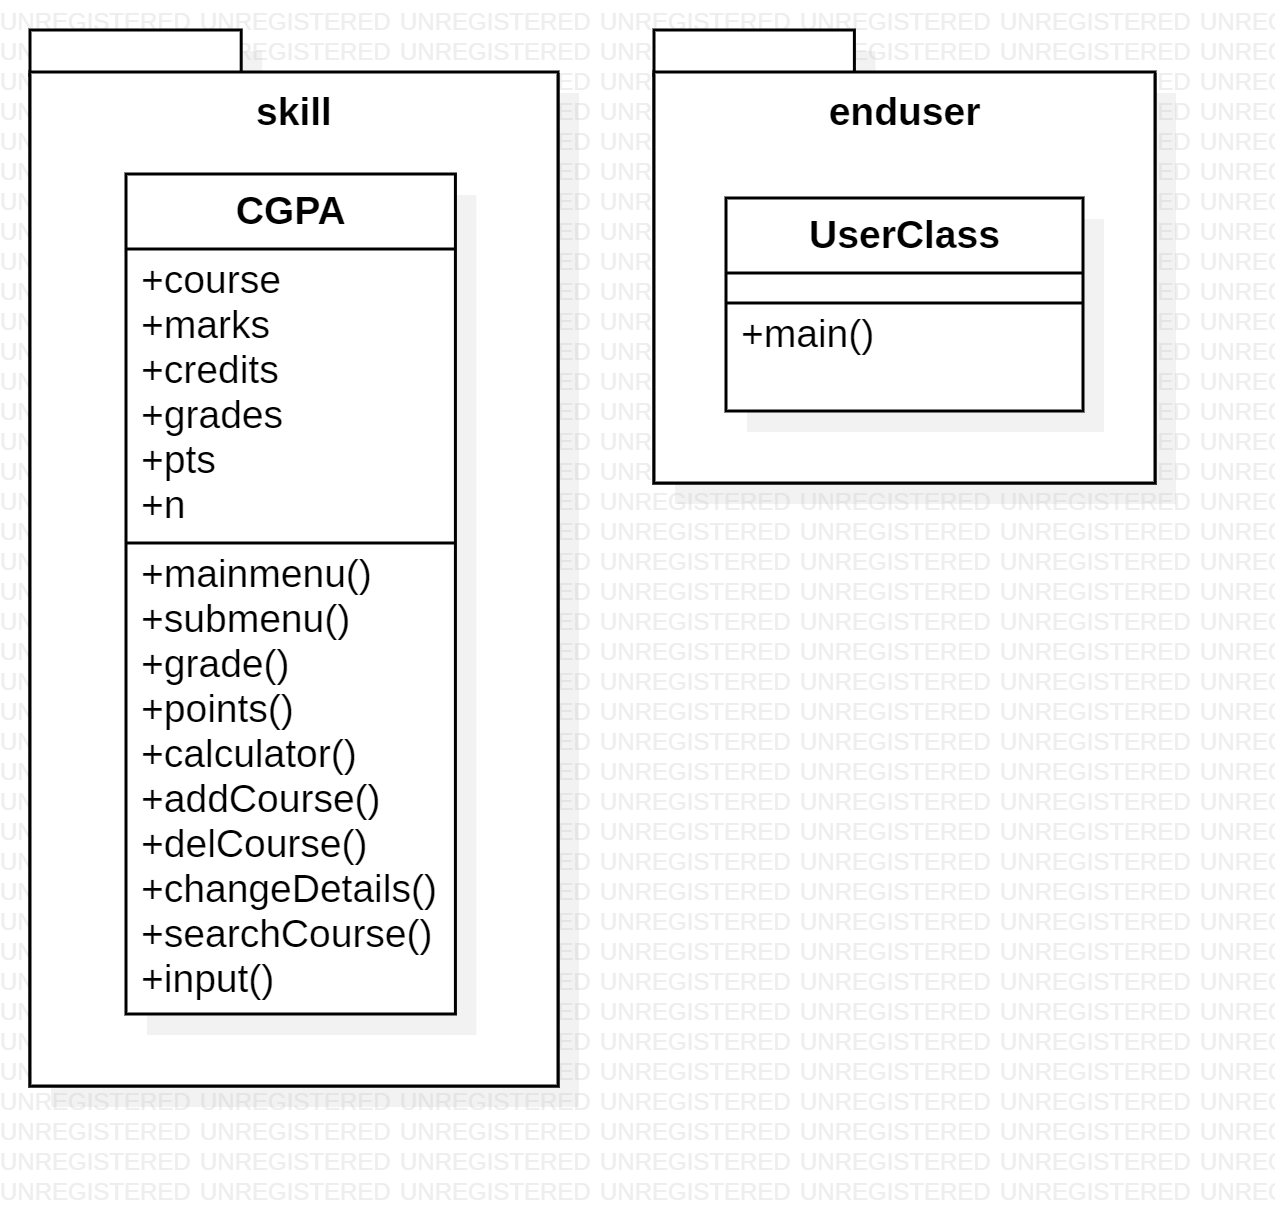 skill
CGPA
+course
+marks
+credits
+grades
+pts
+n
+mainmenu()
+submenu()
+grade()
+points()
+calculator()
+addCourse()
+delCourse()
+changeDetails()
+searchCourse()
+input()
enduser
UserClass
+main()
UNREGISTERED